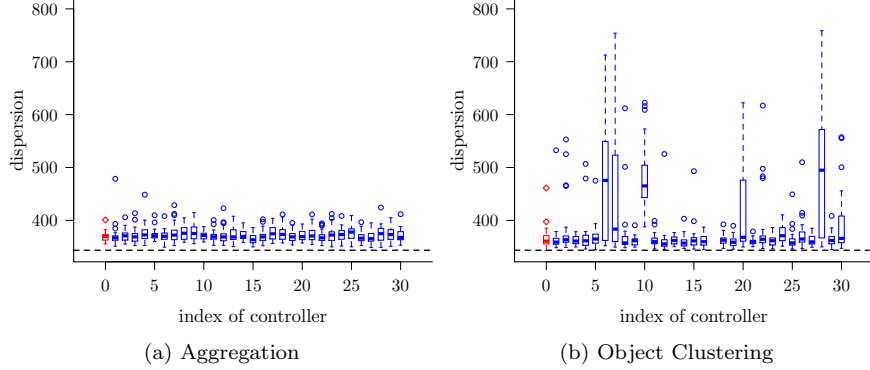 800
700
600
500
400
dispersion
0 5 10 15 20 25 30
index of controller
(a) Aggregation
800
700
600
500
400
dispersion
0 5 10 15 20 25 30
index of controller
(b) Object Clustering